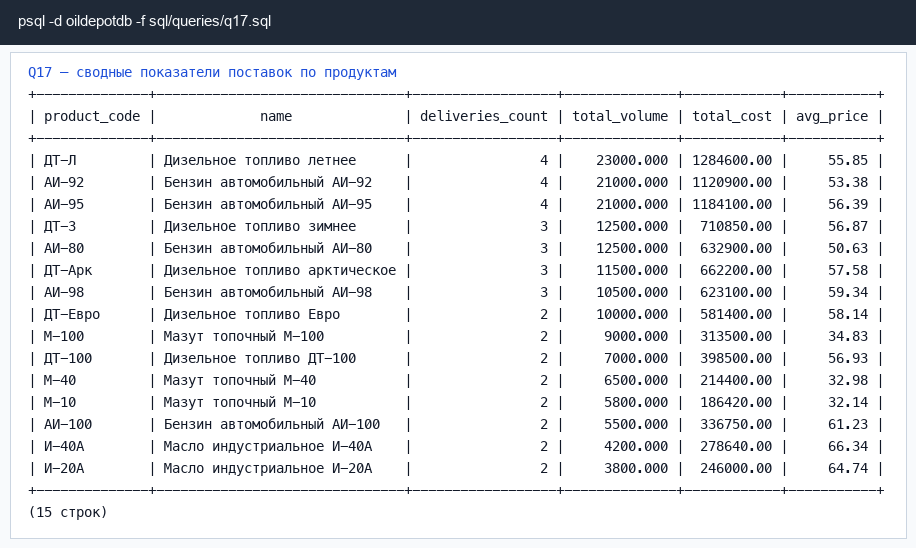 psql -d oildepotdb -f sql/queries/q17.sql
Q17 — сводные показатели поставок по продуктам
+——————————————+———————————————————————————————+——————————————————+——————————————+————————————+———————————+
| product_code |             name              | deliveries_count | total_volume | total_cost | avg_price |
+——————————————+———————————————————————————————+——————————————————+——————————————+————————————+———————————+
| ДТ—Л         | Дизельное топливо летнее      |                4 |    23000.000 | 1284600.00 |     55.85 |
| АИ—92        | Бензин автомобильный АИ—92    |                4 |    21000.000 | 1120900.00 |     53.38 |
| АИ—95        | Бензин автомобильный АИ—95    |                4 |    21000.000 | 1184100.00 |     56.39 |
| ДТ—З         | Дизельное топливо зимнее      |                3 |    12500.000 |  710850.00 |     56.87 |
| АИ—80        | Бензин автомобильный АИ—80    |                3 |    12500.000 |  632900.00 |     50.63 |
| ДТ—Арк       | Дизельное топливо арктическое |                3 |    11500.000 |  662200.00 |     57.58 |
| АИ—98        | Бензин автомобильный АИ—98    |                3 |    10500.000 |  623100.00 |     59.34 |
| ДТ—Евро      | Дизельное топливо Евро        |                2 |    10000.000 |  581400.00 |     58.14 |
| М—100        | Мазут топочный М—100          |                2 |     9000.000 |  313500.00 |     34.83 |
| ДТ—100       | Дизельное топливо ДТ—100      |                2 |     7000.000 |  398500.00 |     56.93 |
| М—40         | Мазут топочный М—40           |                2 |     6500.000 |  214400.00 |     32.98 |
| М—10         | Мазут топочный М—10           |                2 |     5800.000 |  186420.00 |     32.14 |
| АИ—100       | Бензин автомобильный АИ—100   |                2 |     5500.000 |  336750.00 |     61.23 |
| И—40А        | Масло индустриальное И—40А    |                2 |     4200.000 |  278640.00 |     66.34 |
| И—20А        | Масло индустриальное И—20А    |                2 |     3800.000 |  246000.00 |     64.74 |
+——————————————+———————————————————————————————+——————————————————+——————————————+————————————+———————————+
(15 строк)